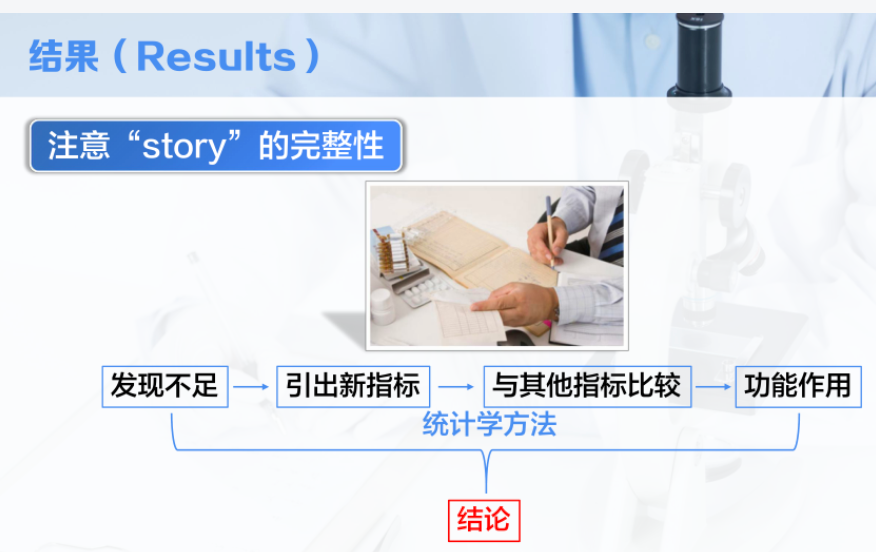 结果（Results）
注意“story”的完整性
发现不足
引出新指标
与其他指标比较
功能作用
统计学方法
结论